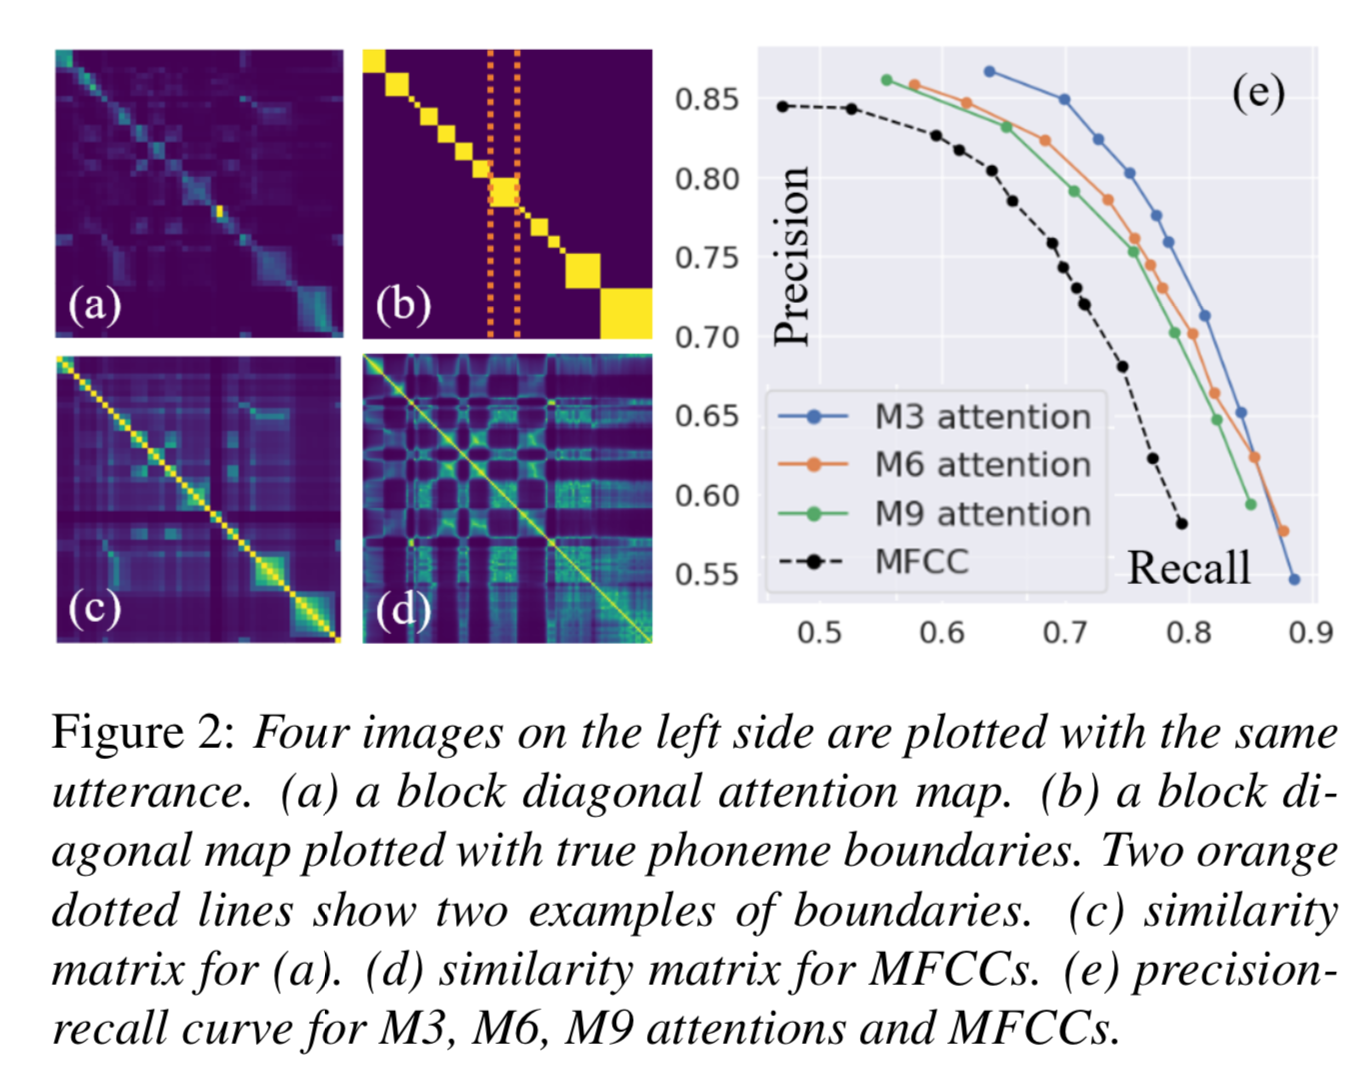 (a)
(b)
(c)
(d)
(e)
Precision
0.85
0.80
0.75
0.70
0.65
0.60
0.55
M3 attention
M6 attention
M9 attention
MFCC
Recall
0.5 0.6 0.7 0.8 0.9
Figure 2: Four images on the left side are plotted with the same
utterance. (a) a block diagonal attention map. (b) a block di-
agonal map plotted with true phoneme boundaries. Two orange
dotted lines show two examples of boundaries. (c) similarity
matrix for (a). (d) similarity matrix for MFCCs. (e) precision-
recall curve for M3, M6, M9 attentions and MFCCs.